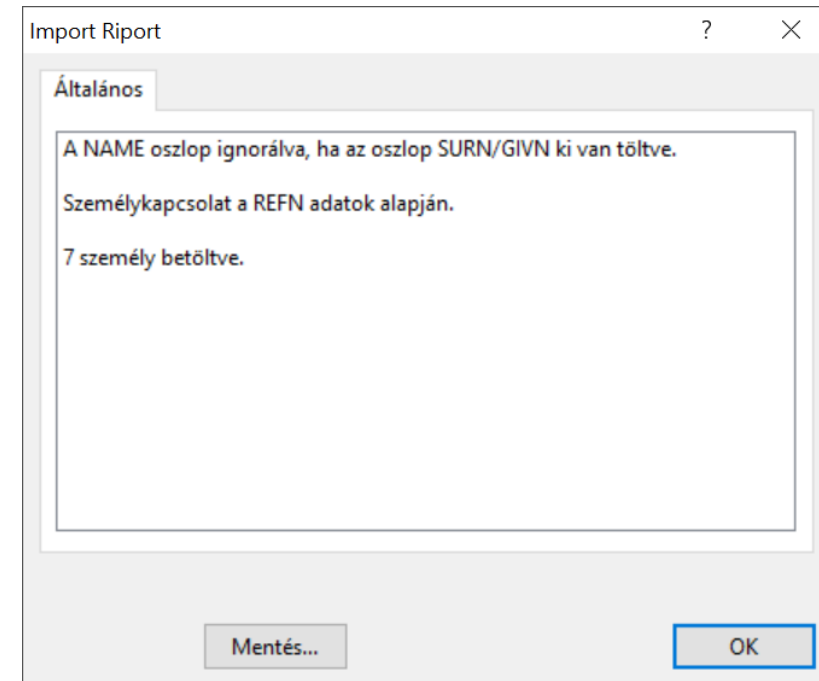 Import Riport
?
Általános
A NAME oszlop ignorálva, ha az oszlop SURN/GIVN ki van töltve.
Személykapcsolat a REFN adatok alapján.
7 személy betöltve.
Mentés...
OK